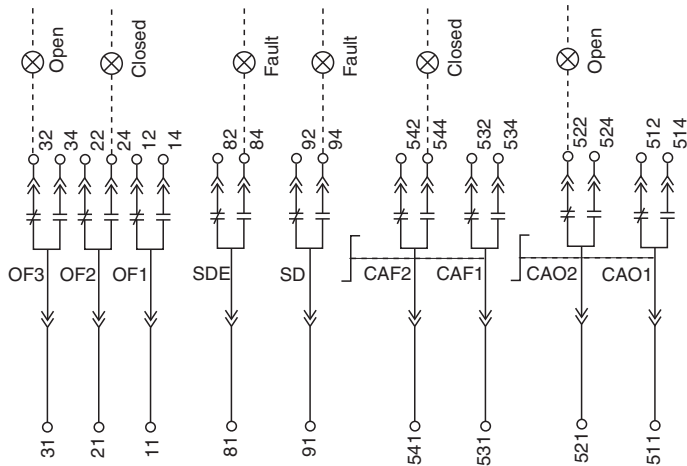 Open
Closed
Fault
Fault
Closed
Open
32
34
22
24
12
14
82
84
92
94
542
544
532
534
522
524
512
514
OF3
OF2
OF1
SDE
SD
CAF2
CAF1
CAO2
CAO1
31
21
11
81
91
541
531
521
511